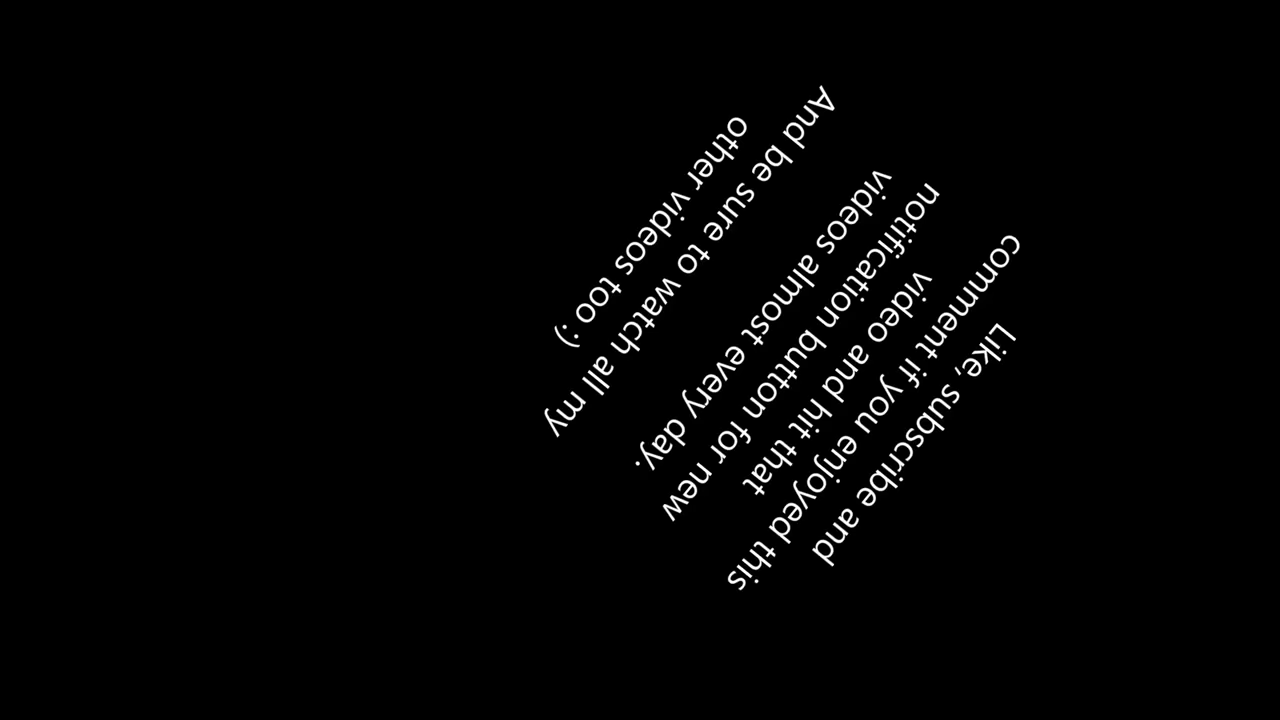 Like, subscribe and
comment if you enjoyed this
video and hit that
notification button for new
videos almost every day.
And be sure to watch all my
other videos too :)